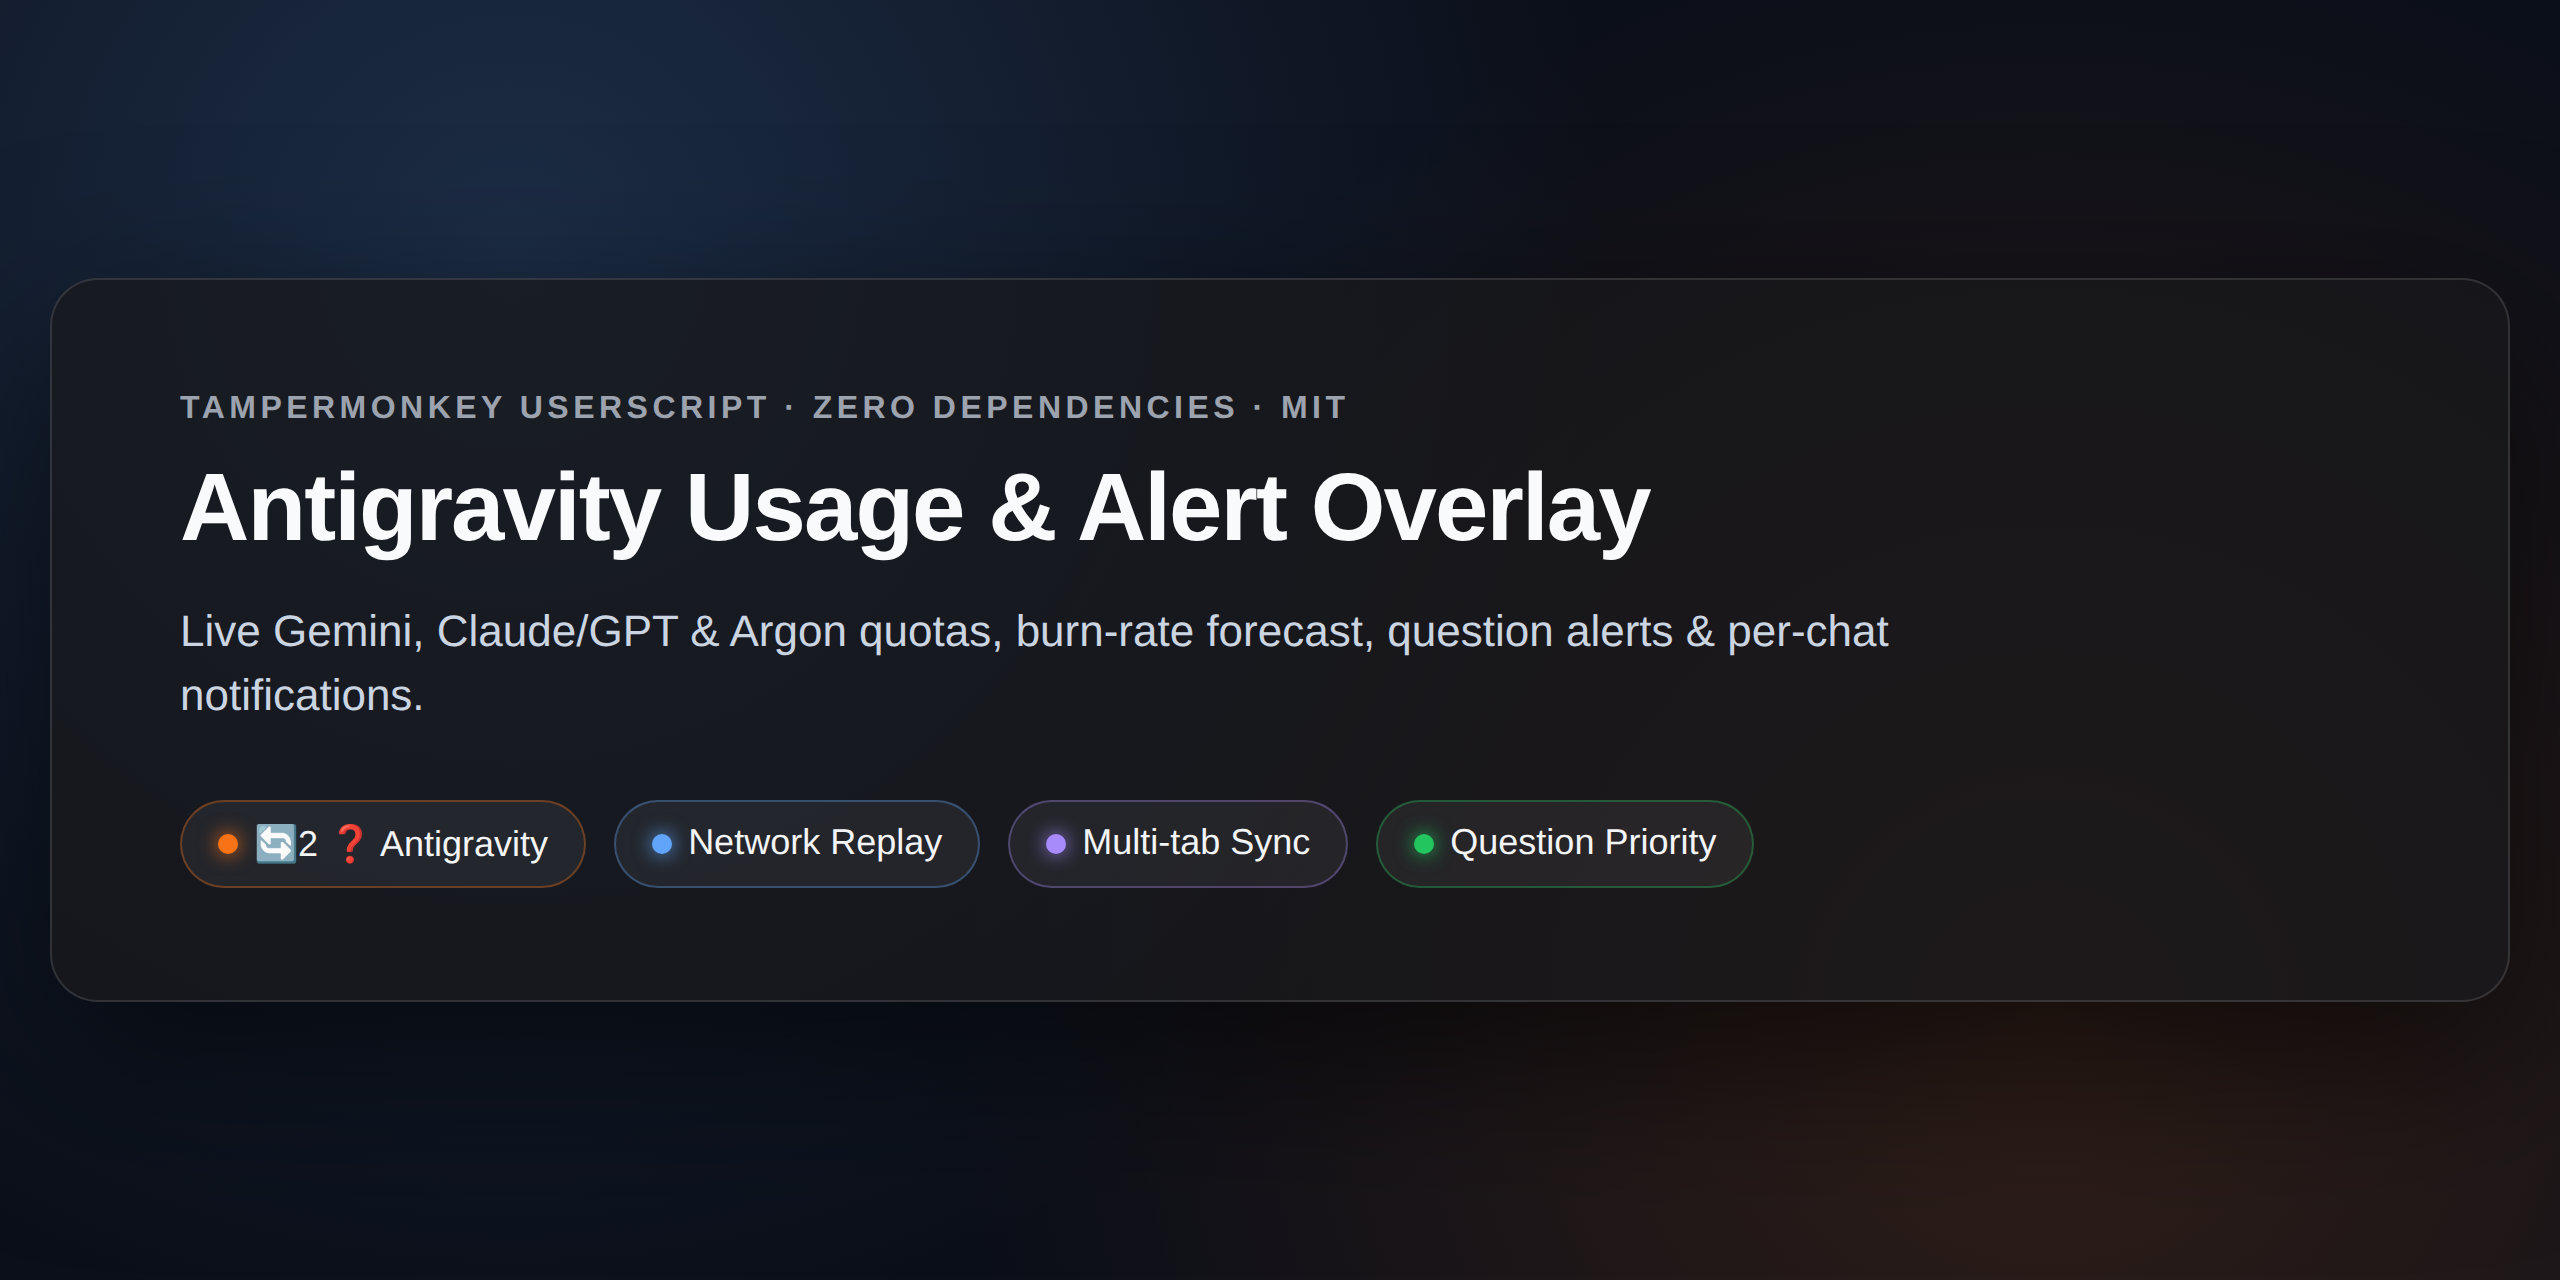 TAMPERMONKEY USERSCRIPT · ZERO DEPENDENCIES · MIT
Antigravity Usage & Alert Overlay
Live Gemini, Claude/GPT & Argon quotas, burn-rate forecast, question alerts & per-chat
notifications.
🔄2 ❓ Antigravity
Network Replay
Multi-tab Sync
Question Priority